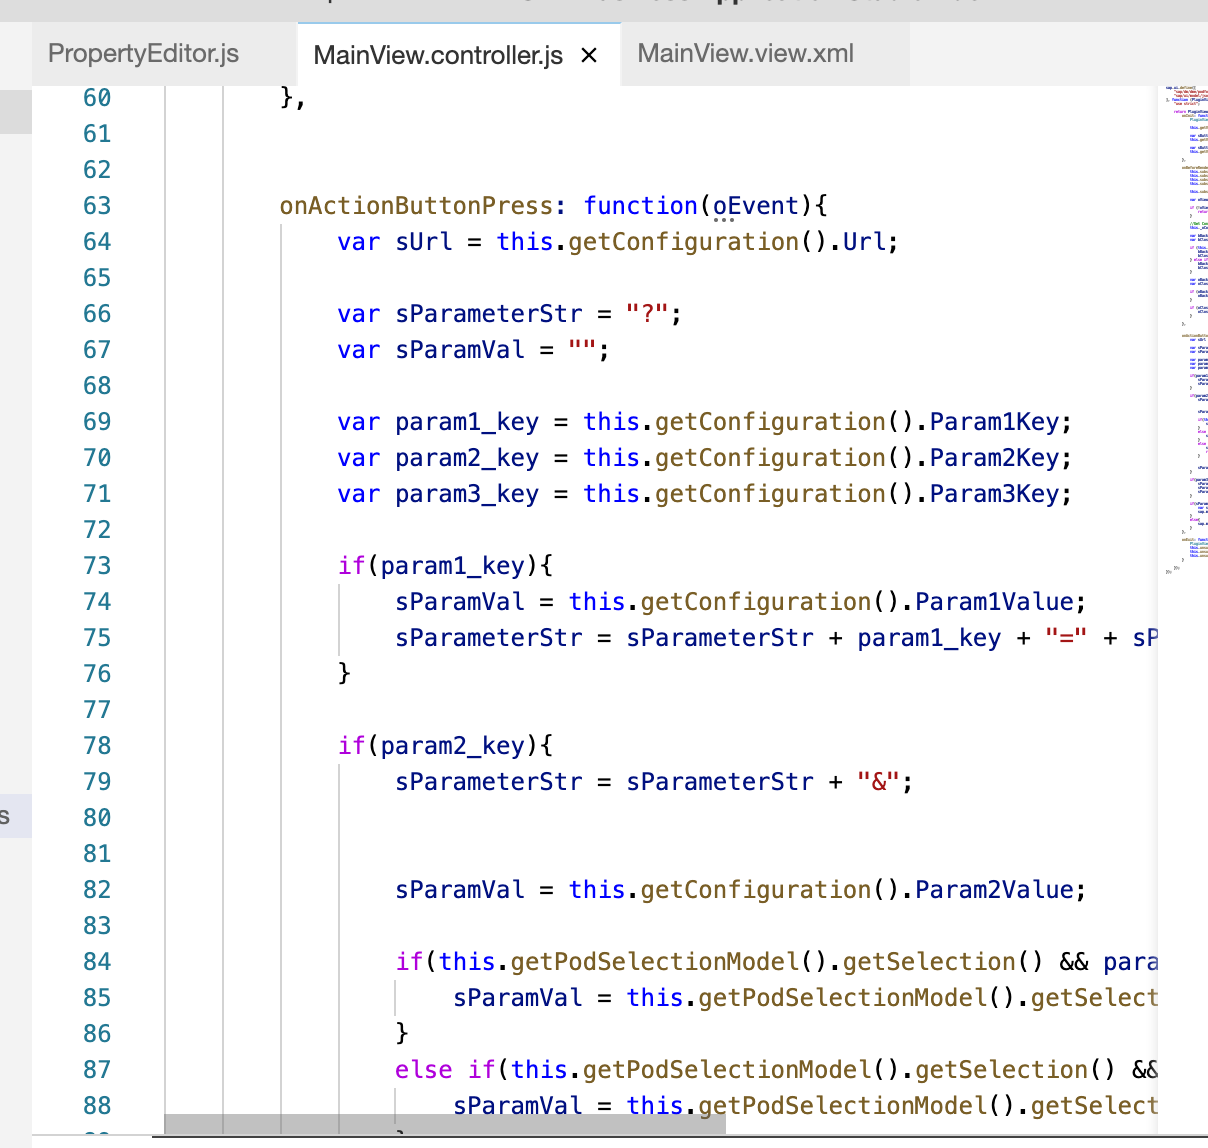 PropertyEditor.js MainView.controller.js × MainView.view.xml
60 },
61
62
63 onActionButtonPress: function(oEvent){
64 var sUrl = this.getConfiguration().Url;
65
66 var sParameterStr = "?";
67 var sParamVal = "";
68
69 var param1_key = this.getConfiguration().Param1Key;
70 var param2_key = this.getConfiguration().Param2Key;
71 var param3_key = this.getConfiguration().Param3Key;
72
73 if(param1_key){
74 sParamVal = this.getConfiguration().Param1Value;
75 sParameterStr = sParameterStr + param1_key + "=" + sP
76 }
77
78 if(param2_key){
79 sParameterStr = sParameterStr + "&";
80
81
82 sParamVal = this.getConfiguration().Param2Value;
83
84 if(this.getPodSelectionModel().getSelection() && para
85 sParamVal = this.getPodSelectionModel().getSelect
86 }
87 else if(this.getPodSelectionModel().getSelection() &&
88 sParamVal = this.getPodSelectionModel().getSelect